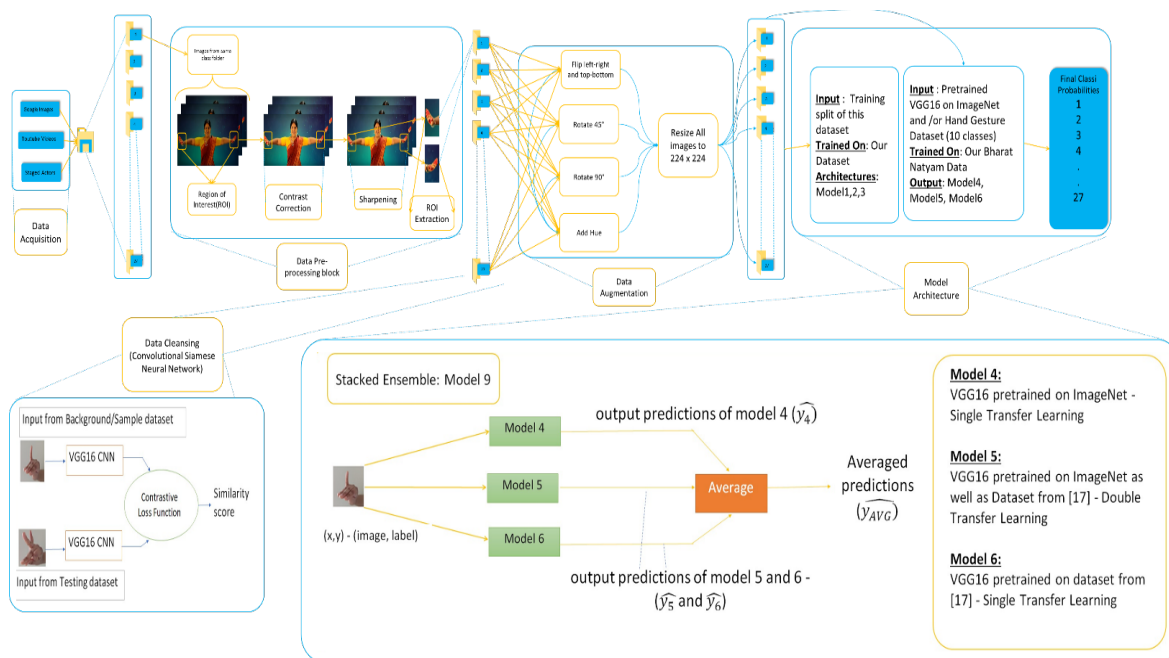 Google Images
Youtube Videos
Staged Actors
Data
Acquisition
Images from same
class folder
Region of
Interest(ROI)
Contrast
Correction
Sharpening
ROI
Extraction
Data Pre-
processing block
Flip left-right
and top-bottom
Rotate 45°
Rotate 90°
Add Hue
Resize All
images to
224 x 224
Data
Augmentation
Input : Training
split of this
dataset
Trained On: Our
Dataset
Architectures:
Model1,2,3
Input : Pretrained
VGG16 on ImageNet
and /or Hand Gesture
Dataset (10 classes)
Trained On: Our Bharat
Natyam Data
Output: Model4,
Model5, Model6
Final Classi
Probabilities
1
2
3
4
.
.
27
Model
Architecture
Data Cleansing
(Convolutional Siamese
Neural Network)
Input from Background/Sample dataset
VGG16 CNN
Contrastive
Loss Function
Similarity
score
VGG16 CNN
Input from Testing dataset
Stacked Ensemble: Model 9
output predictions of model 4 (ŷ4)
Model 4
Model 5
Model 6
Average
Averaged
predictions
(ŷAVG)
(x,y) - (image, label)
output predictions of model 5 and 6 -
(ŷ5 and ŷ6)
Model 4:
VGG16 pretrained on ImageNet -
Single Transfer Learning
Model 5:
VGG16 pretrained on ImageNet as
well as Dataset from [17] - Double
Transfer Learning
Model 6:
VGG16 pretrained on dataset from
[17] - Single Transfer Learning